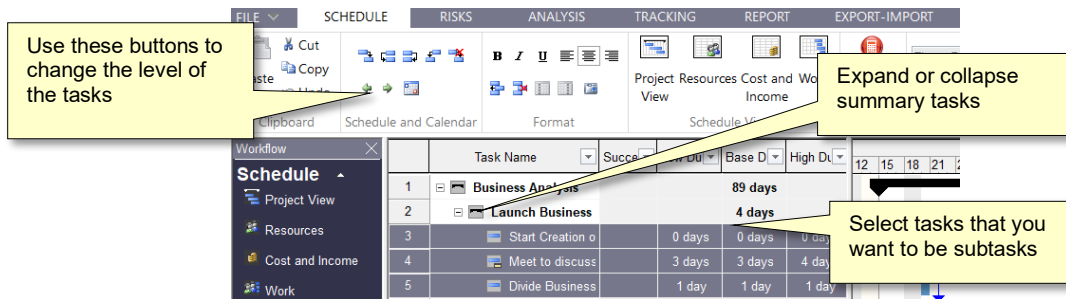 FILE SCHEDULE RISKS ANALYSIS TRACKING REPORT EXPORT-IMPORT
Use these buttons to
change the level of
the tasks
Cut
Copy
B I U
Project Resources Cost and
View Income
Expand or collapse
summary tasks
Clipboard Schedule and Calendar Format
Workflow
Schedule
Project View
Resources
Cost and Income
Work
Task Name Succe Base D High Du
12 15 18 21
1 Business Analysis 89 days
2 Launch Business 4 days
3 Start Creation o 0 days 0 days
4 Meet to discuss 3 days 3 days
5 Divide Business 1 day 1 day 1 day
Select tasks that you
want to be subtasks